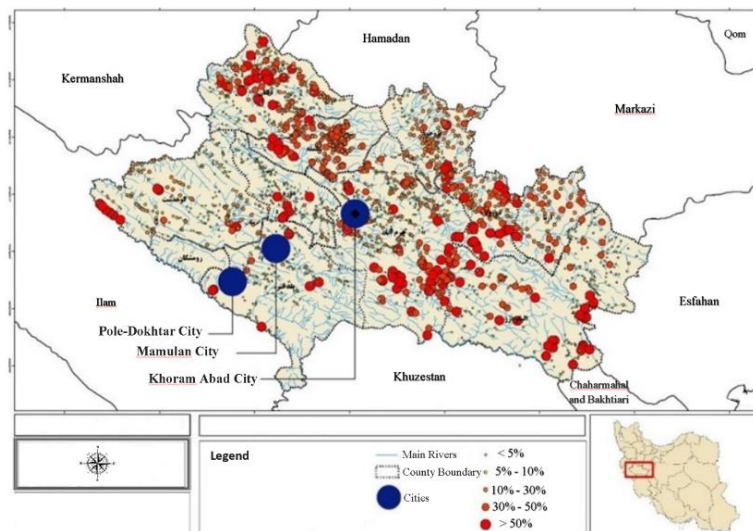 Hamadan
Qom
Kermanshah
Markazi
Ilam
Esfahan
Pole-Dokhtar City
Mamulan City
Khoram Abad City
Khuzestan
Chaharmahal
and Bakhtiari
Legend
Main Rivers
County Boundary
Cities
< 5%
5% - 10%
10% - 30%
30% - 50%
> 50%